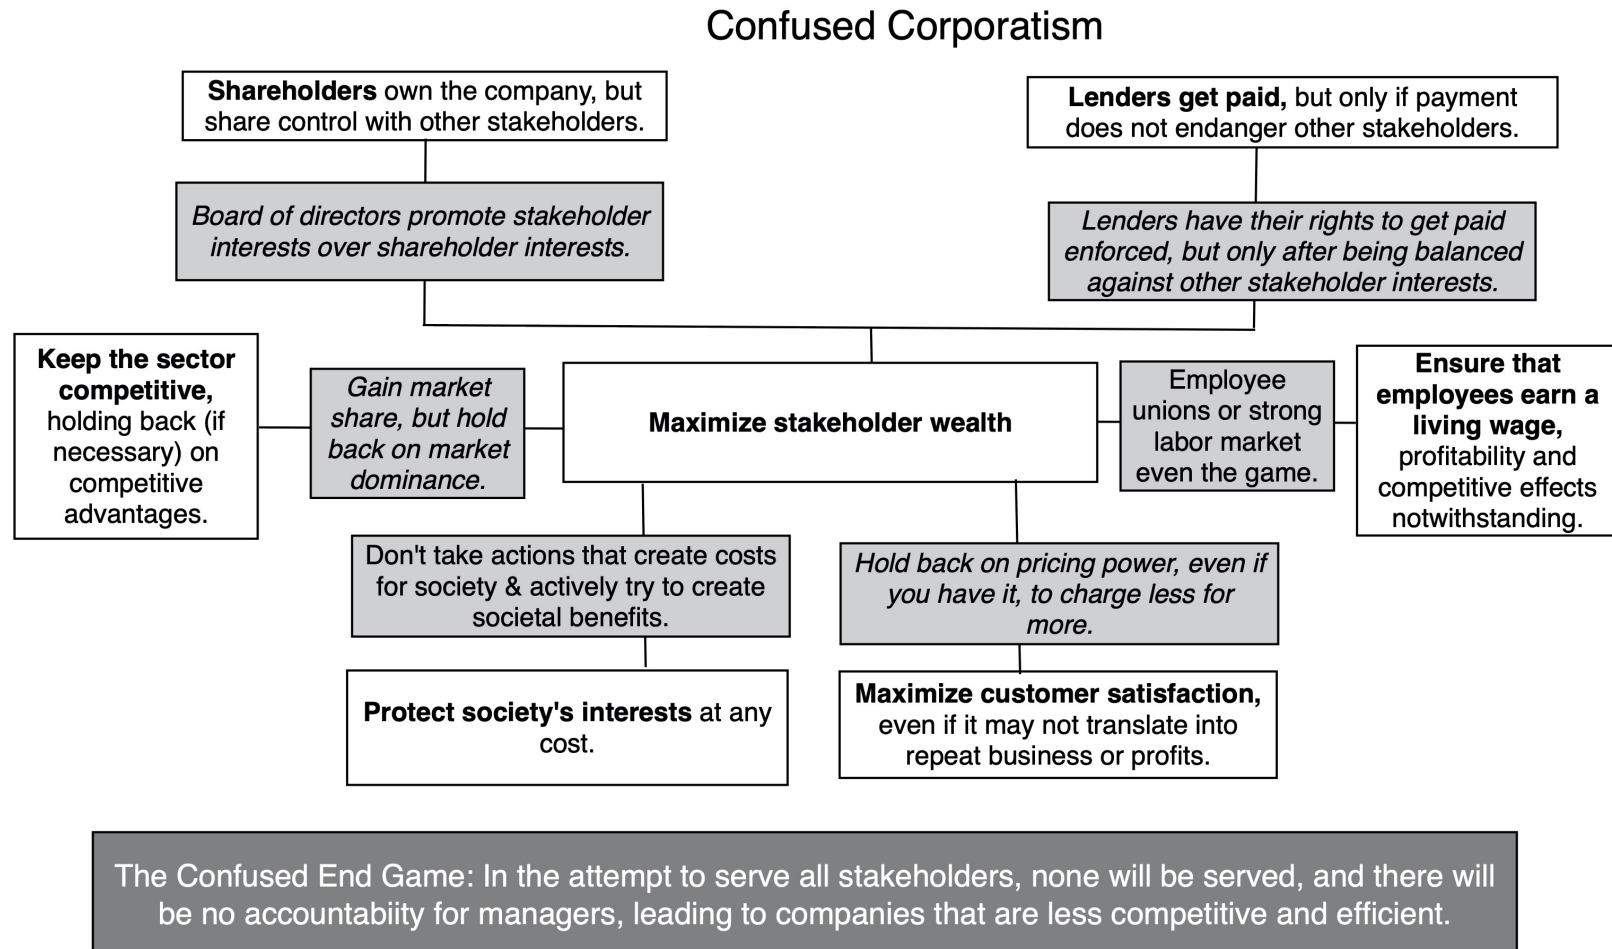 Confused Corporatism
Shareholders own the company, but
share control with other stakeholders.
Lenders get paid, but only if payment
does not endanger other stakeholders.
Board of directors promote stakeholder
interests over shareholder interests.
Lenders have their rights to get paid
enforced, but only after being balanced
against other stakeholder interests.
Keep the sector
competitive,
holding back (if
necessary) on
competitive
advantages.
Gain market
share, but hold
back on market
dominance.
Maximize stakeholder wealth
Employee
unions or strong
labor market
even the game.
Ensure that
employees earn a
living wage,
profitability and
competitive effects
notwithstanding.
Don't take actions that create costs
for society & actively try to create
societal benefits.
Hold back on pricing power, even if
you have it, to charge less for
more.
Protect society's interests at any
cost.
Maximize customer satisfaction,
even if it may not translate into
repeat business or profits.
The Confused End Game: In the attempt to serve all stakeholders, none will be served, and there will
be no accountabiity for managers, leading to companies that are less competitive and efficient.